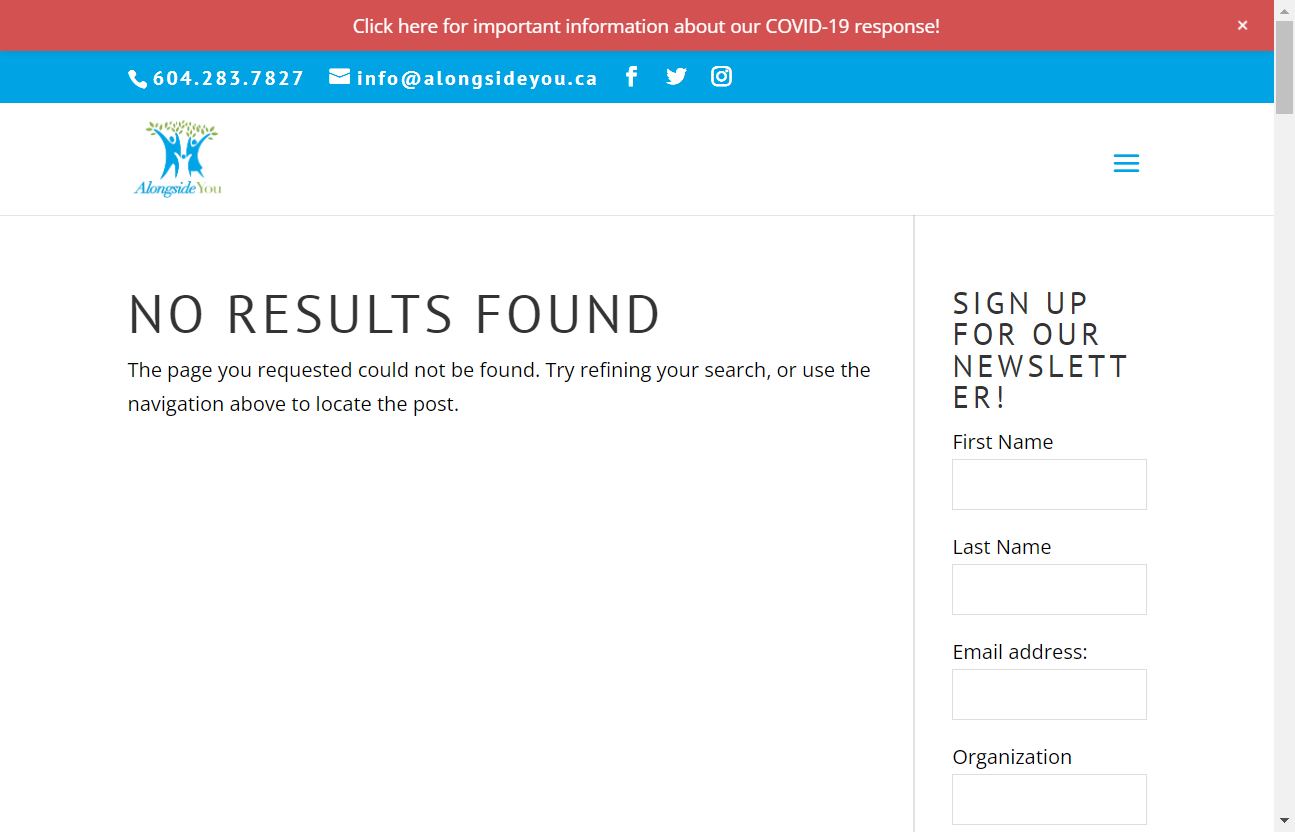 Click here for important information about our COVID-19 response!
×
604.283.7827 info@alongsideyou.ca
AlongsideYou
NO RESULTS FOUND
The page you requested could not be found. Try refining your search, or use the
navigation above to locate the post.
SIGN UP
FOR OUR
NEWSLETT
ER!
First Name
Last Name
Email address:
Organization